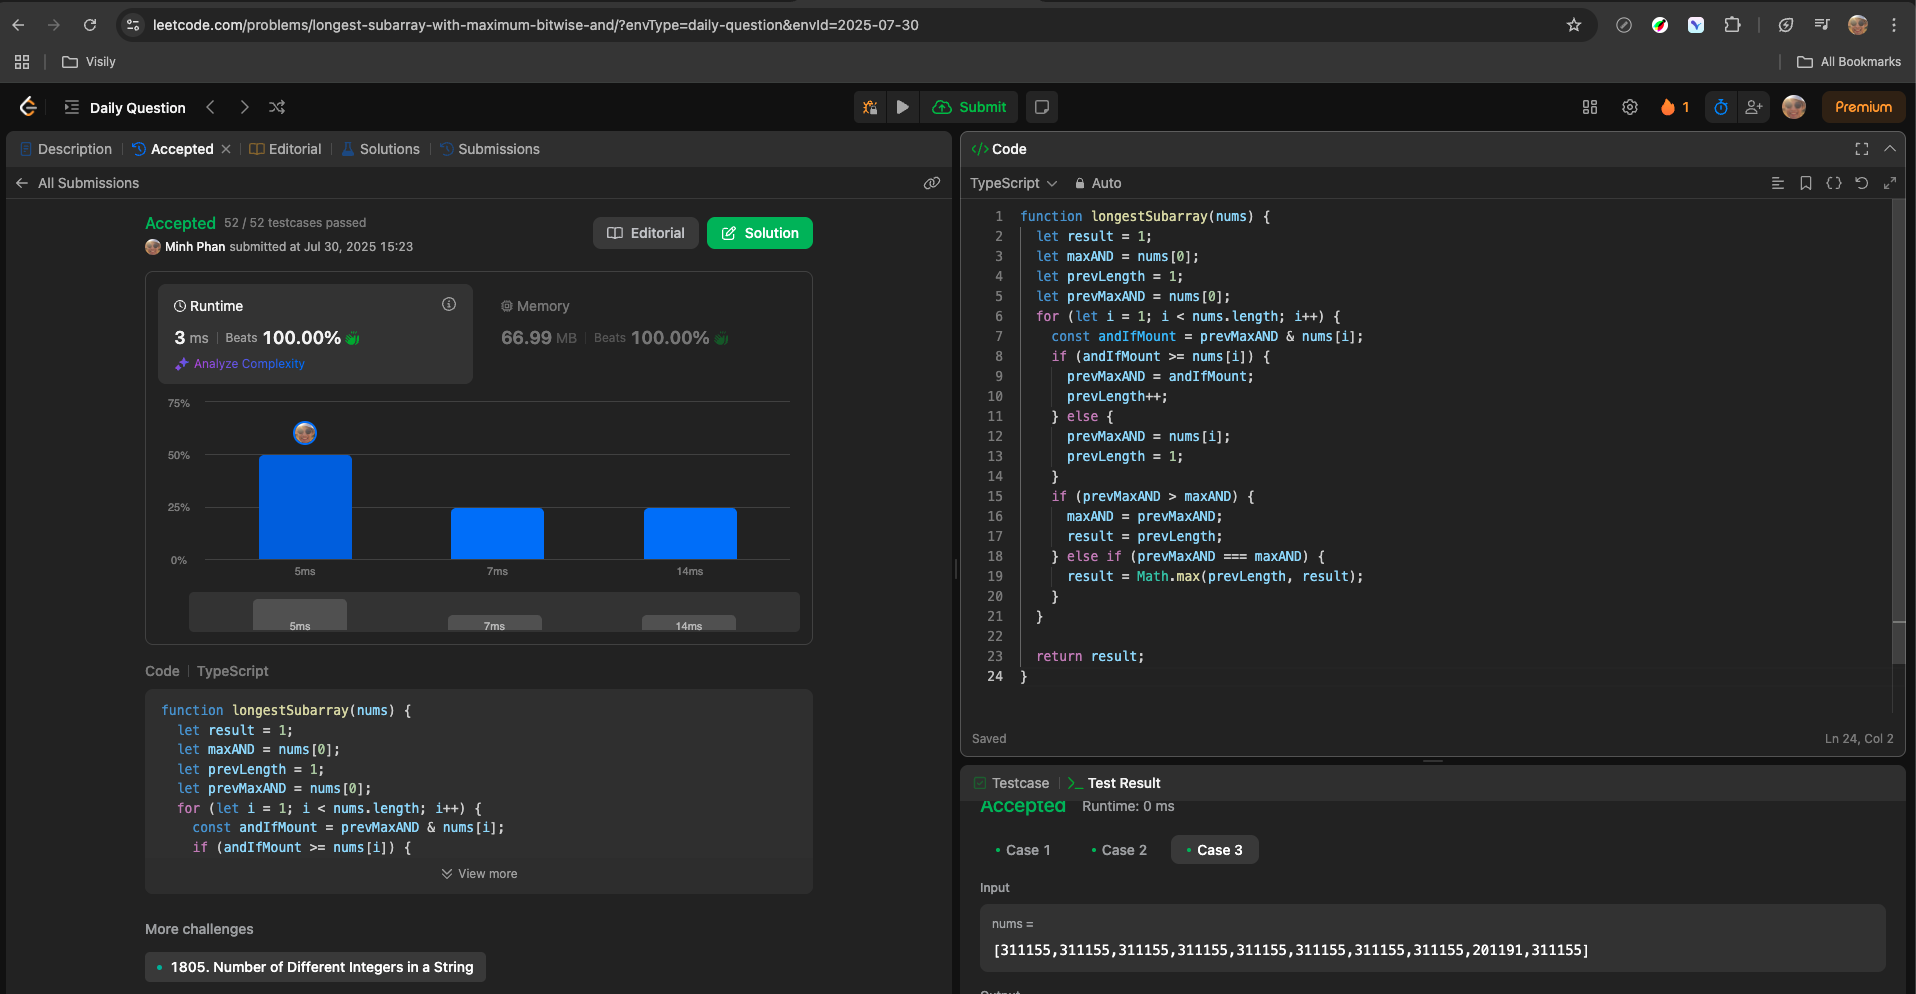 leetcode.com/problems/longest-subarray-with-maximum-bitwise-and/?envType=daily-question&envId=2025-07-30
Visily
All Bookmarks
Daily Question
Submit
1
Premium
Description
Accepted
Editorial
Solutions
Submissions
All Submissions
Accepted 52 / 52 testcases passed
Minh Phan submitted at Jul 30, 2025 15:23
Editorial
Solution
Runtime
3 ms Beats 100.00%
Analyze Complexity
Memory
66.99 MB Beats 100.00%
75%
50%
25%
0%
5ms
7ms
14ms
5ms
7ms
14ms
Code TypeScript
function longestSubarray(nums) {
let result = 1;
let maxAND = nums[0];
let prevLength = 1;
let prevMaxAND = nums[0];
for (let i = 1; i < nums.length; i++) {
const andIfMount = prevMaxAND & nums[i];
if (andIfMount >= nums[i]) {
View more
More challenges
1805. Number of Different Integers in a String
</> Code
TypeScript Auto
1 function longestSubarray(nums) {
2 let result = 1;
3 let maxAND = nums[0];
4 let prevLength = 1;
5 let prevMaxAND = nums[0];
6 for (let i = 1; i < nums.length; i++) {
7 const andIfMount = prevMaxAND & nums[i];
8 if (andIfMount >= nums[i]) {
9 prevMaxAND = andIfMount;
10 prevLength++;
11 } else {
12 prevMaxAND = nums[i];
13 prevLength = 1;
14 }
15 if (prevMaxAND > maxAND) {
16 maxAND = prevMaxAND;
17 result = prevLength;
18 } else if (prevMaxAND === maxAND) {
19 result = Math.max(prevLength, result);
20 }
21 }
22
23 return result;
24 }
Saved
Ln 24, Col 2
Testcase
>_ Test Result
Accepted Runtime: 0 ms
Case 1
Case 2
Case 3
Input
nums =
[311155,311155,311155,311155,311155,311155,311155,311155,201191,311155]
Output